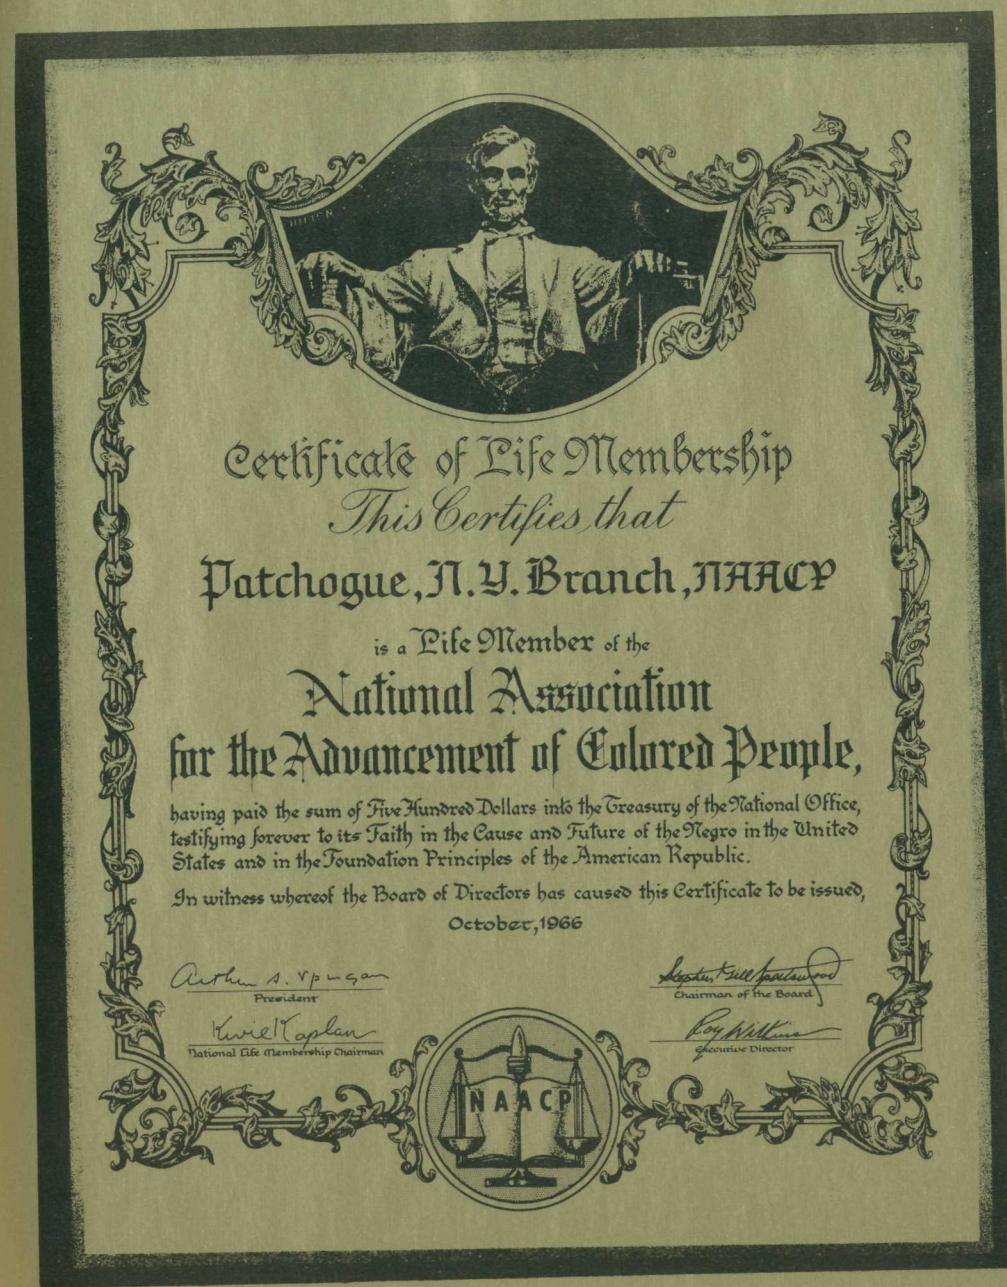 Certificate of Life Membership
This Certifies that
Patchogue, N.Y. Branch, NAACP
is a Life Member of the
National Association
for the Advancement of Colored People,
having paid the sum of Five Hundred Dollars into the Treasury of the National Office,
testifying forever to its Faith in the Cause and Future of the Negro in the United
States and in the Foundation Principles of the American Republic.
In witness whereof the Board of Directors has caused this Certificate to be issued,
October, 1966
Arthur S. Spingarn
President
Stephen Gill Spottswood
Chairman of the Board
Kivie Kaplan
National Life Membership Chairman
Roy Wilkins
Executive Director
NAACP